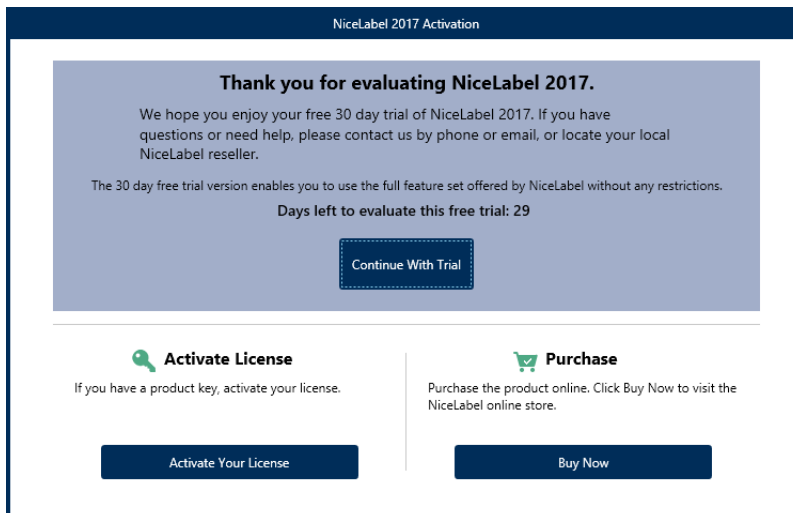 NiceLabel 2017 Activation
Thank you for evaluating NiceLabel 2017.
We hope you enjoy your free 30 day trial of NiceLabel 2017. If you have
questions or need help, please contact us by phone or email, or locate your local
NiceLabel reseller.
The 30 day free trial version enables you to use the full feature set offered by NiceLabel without any restrictions.
Days left to evaluate this free trial: 29
Continue With Trial
Activate License
If you have a product key, activate your license.
Activate Your License
Purchase
Purchase the product online. Click Buy Now to visit the
NiceLabel online store.
Buy Now